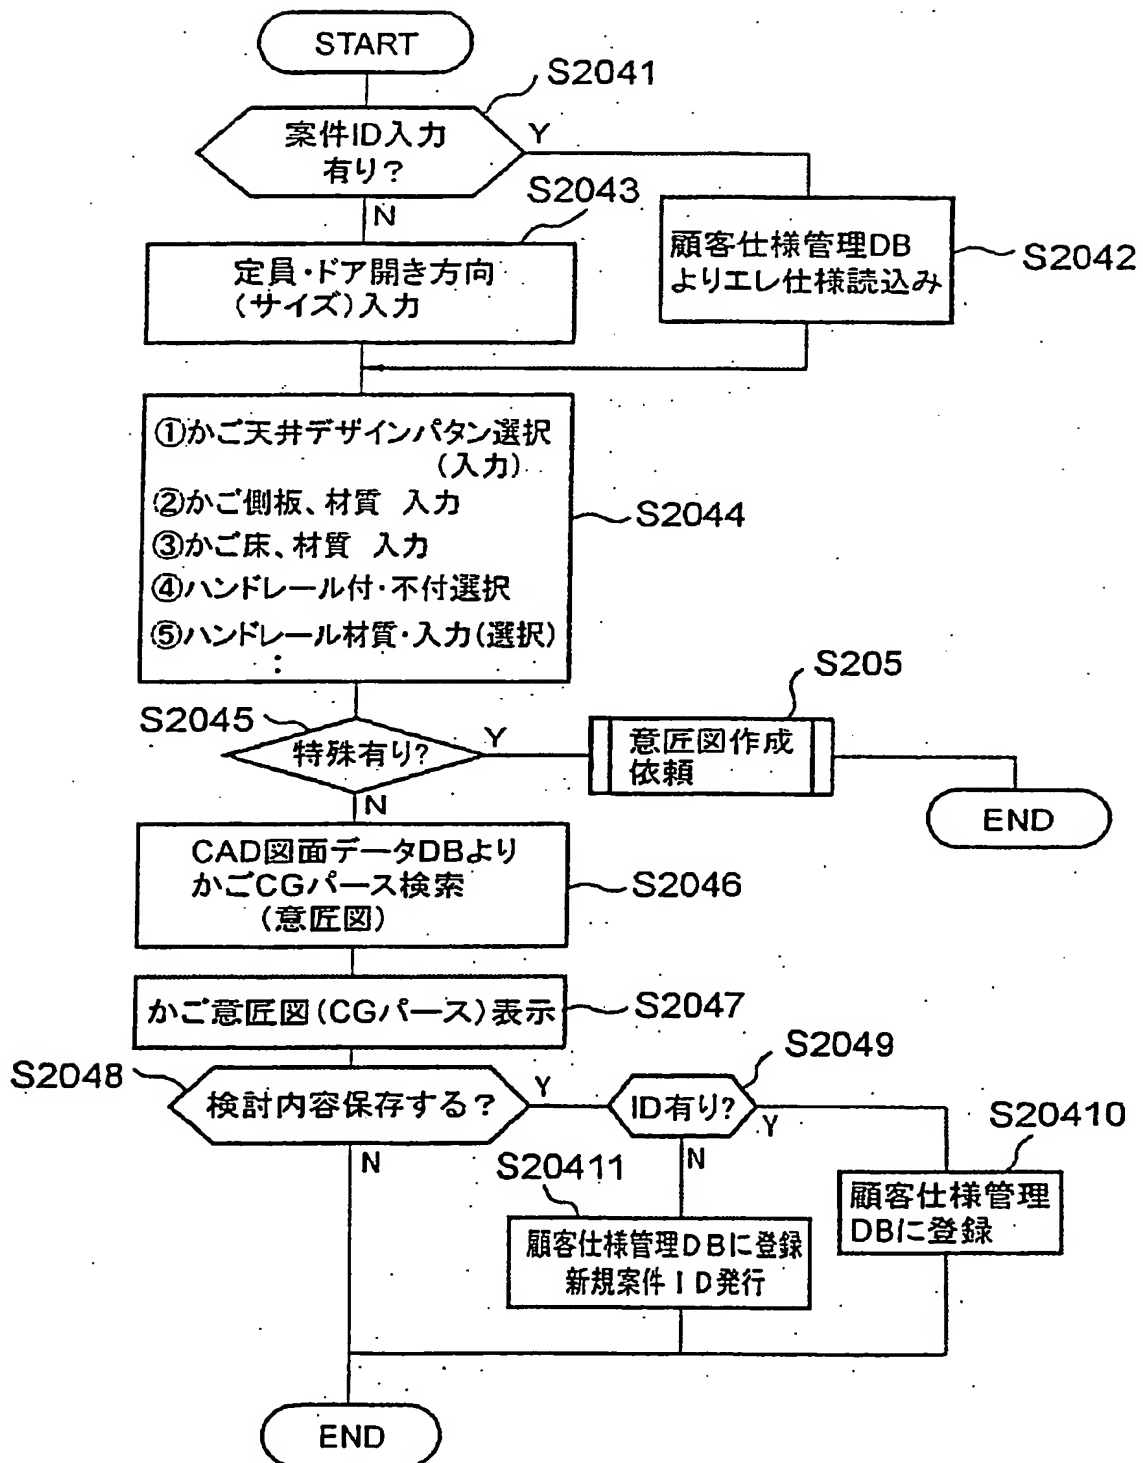 START
S2041
案件ID入力
有り?
Y
N
S2043
定員・ドア開き方向
(サイズ)入力
顧客仕様管理DB
よりエレ仕様読込み
S2042
①かご天井デザインパタン選択
(入力)
②かご側板、材質 入力
③かご床、材質 入力
④ハンドレール付・不付選択
⑤ハンドレール材質・入力(選択)
:
S2044
S2045
特殊有り?
Y
N
S205
意匠図作成
依頼
END
CAD図面データDBより
かごCGパース検索
(意匠図)
S2046
かご意匠図(CGパース)表示
S2047
S2048
検討内容保存する?
Y
N
S2049
ID有り?
Y
N
S20410
顧客仕様管理
DBに登録
S20411
顧客仕様管理DBに登録
新規案件ID発行
END